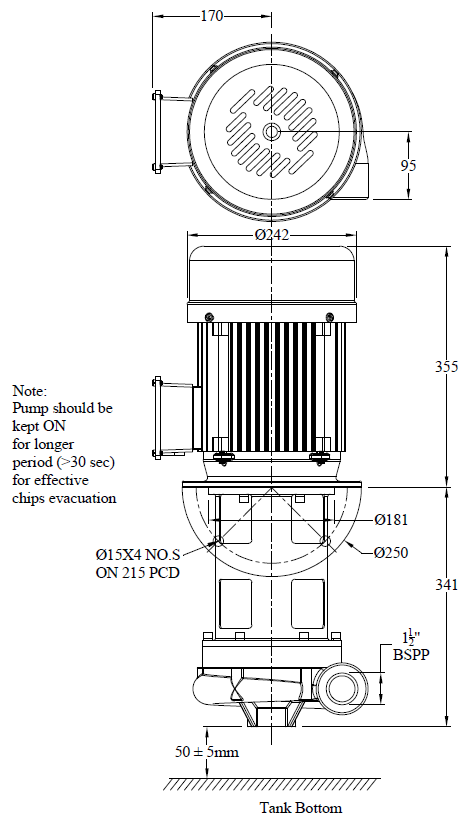 170
95
Ø242
355
Note:
Pump should be
kept ON
for longer
period (>30 sec)
for effective
chips evacuation
Ø181
Ø15X4 NO.S
ON 215 PCD
Ø250
341
1½"
BSPP
50 ± 5mm
Tank Bottom